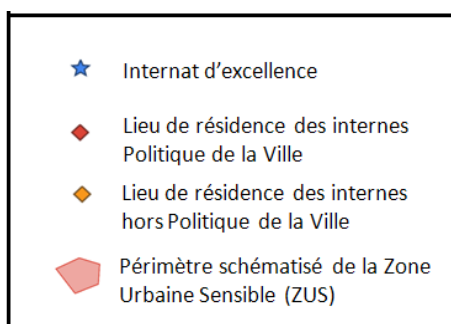 Internat d'excellence
Lieu de résidence des internes
Politique de la Ville
Lieu de résidence des internes
hors Politique de la Ville
Périmètre schématisé de la Zone
Urbaine Sensible (ZUS)